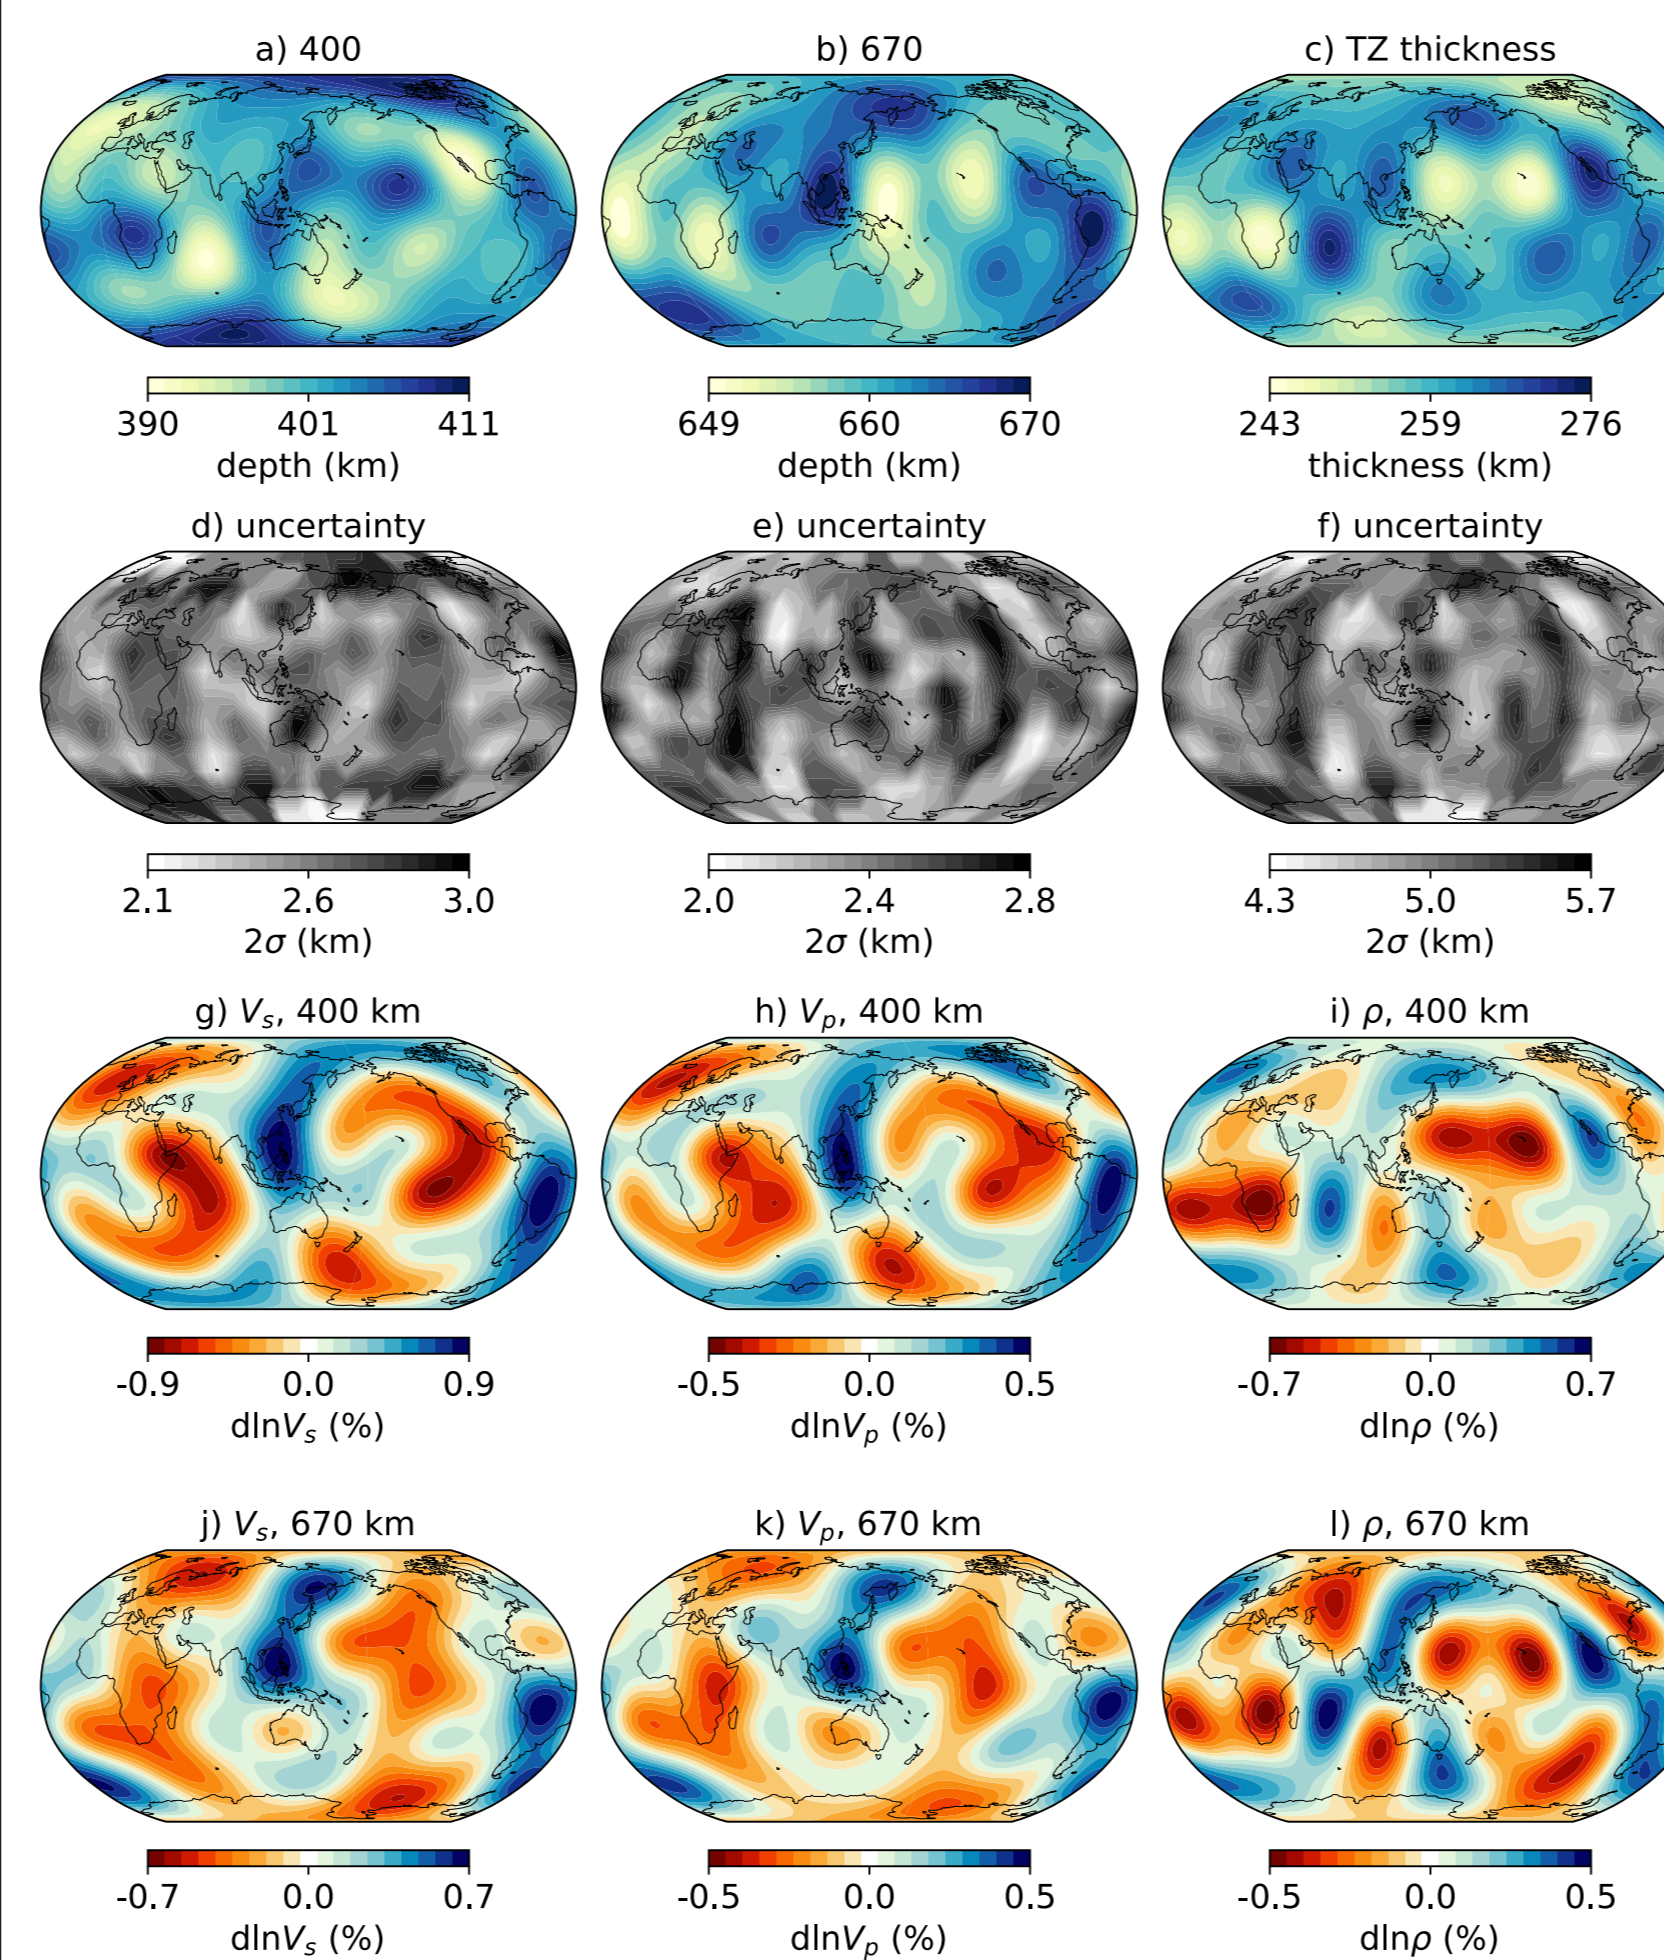 a) 400
b) 670
c) TZ thickness
390 401 411
depth (km)
649 660 670
depth (km)
243 259 276
thickness (km)
d) uncertainty
e) uncertainty
f) uncertainty
2.1 2.6 3.0
2σ (km)
2.0 2.4 2.8
2σ (km)
4.3 5.0 5.7
2σ (km)
g) Vs, 400 km
h) Vp, 400 km
i) ρ, 400 km
-0.9 0.0 0.9
dlnVs (%)
-0.5 0.0 0.5
dlnVp (%)
-0.7 0.0 0.7
dlnρ (%)
j) Vs, 670 km
k) Vp, 670 km
l) ρ, 670 km
-0.7 0.0 0.7
dlnVs (%)
-0.5 0.0 0.5
dlnVp (%)
-0.5 0.0 0.5
dlnρ (%)